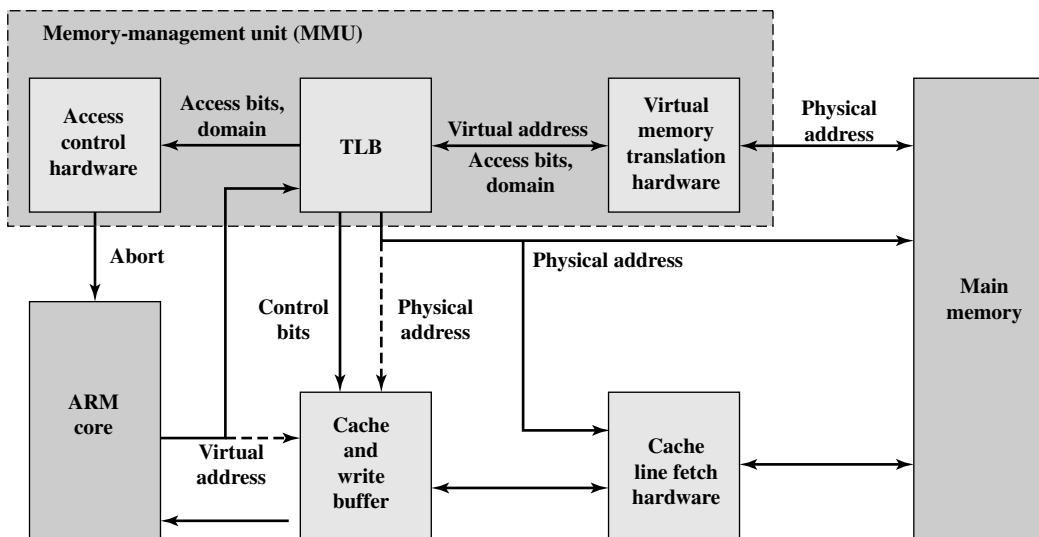 Memory-management unit (MMU)
Access
control
hardware
Access bits,
domain
TLB
Virtual address
Access bits,
domain
Virtual
memory
translation
hardware
Physical
address
Abort
Control
bits
Physical
address
Physical address
Main
memory
ARM
core
Virtual
address
Cache
and
write
buffer
Cache
line fetch
hardware